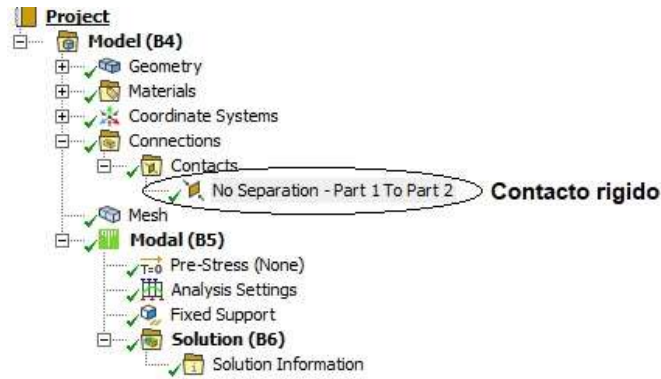 Project
Model (B4)
Geometry
Materials
Coordinate Systems
Connections
Contacts
No Separation - Part 1 To Part 2 Contacto rigido
Mesh
Modal (B5)
T=0 Pre-Stress (None)
Analysis Settings
Fixed Support
Solution (B6)
Solution Information